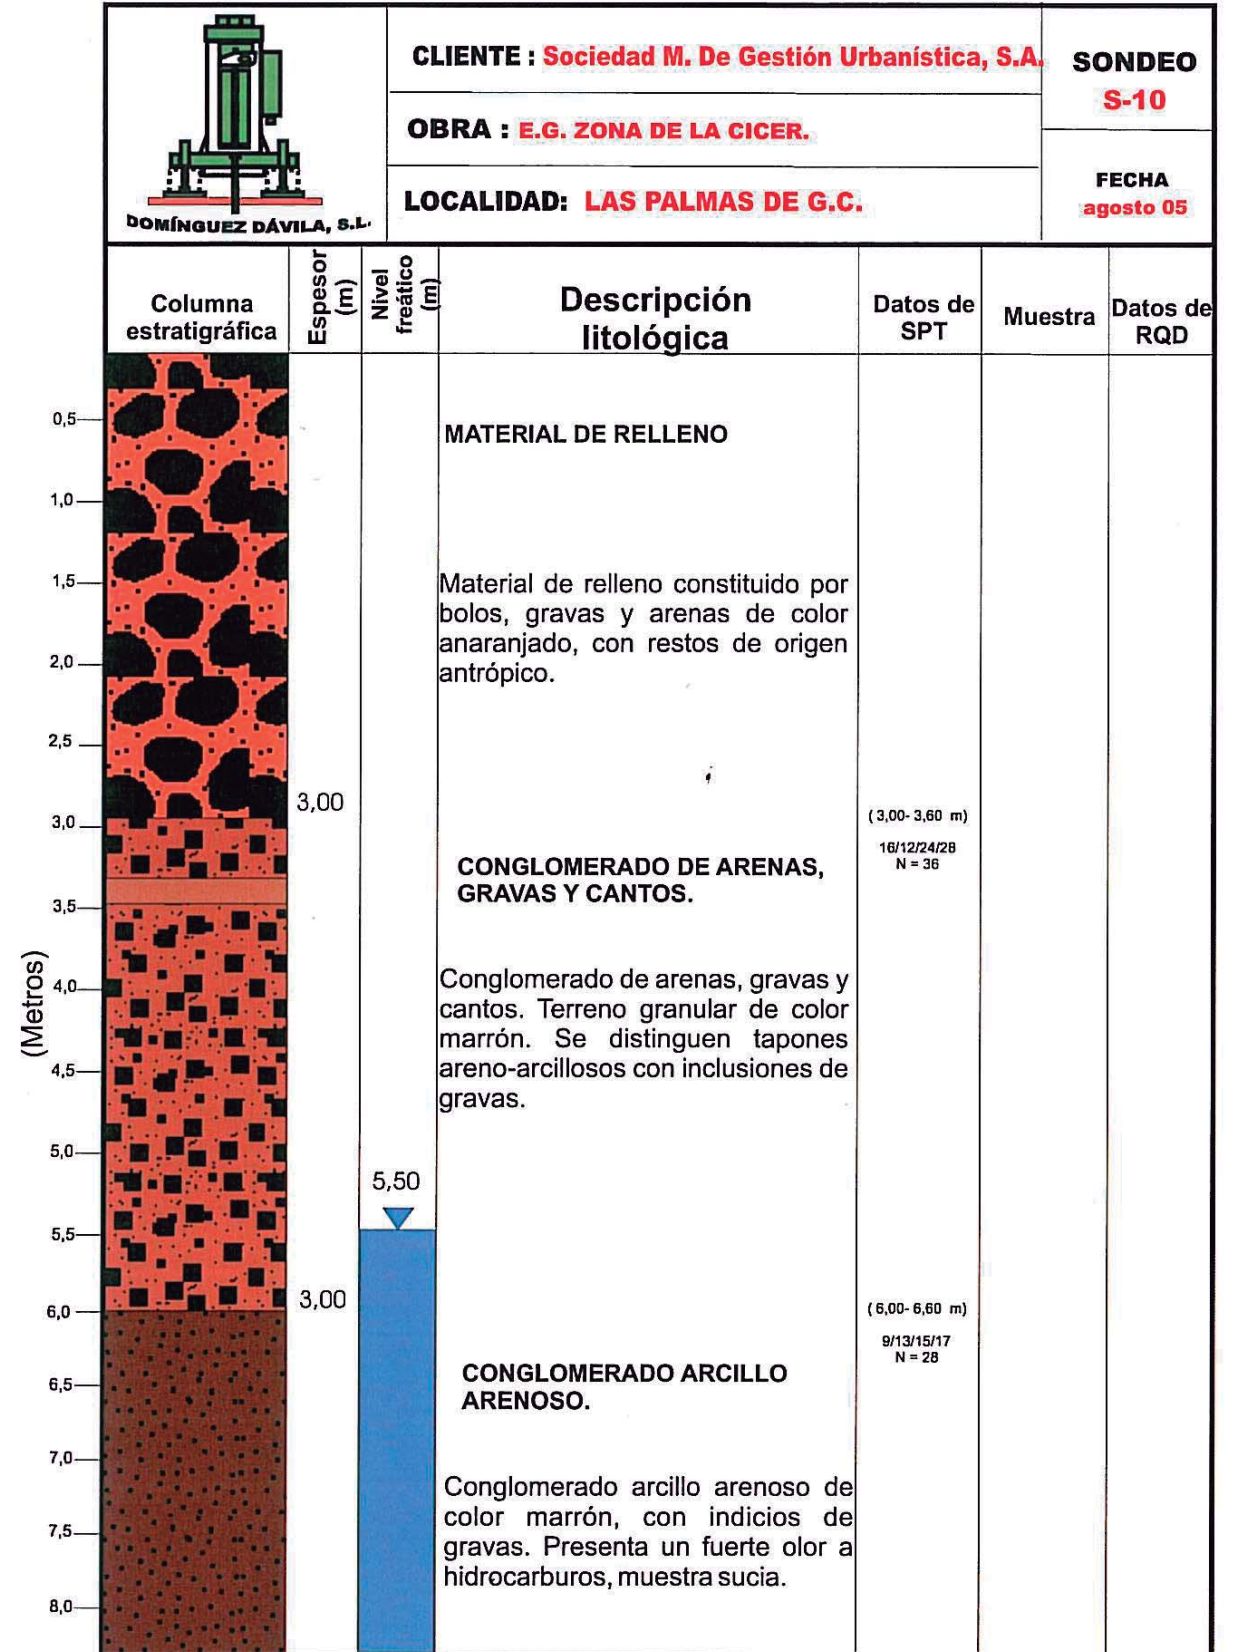 CLIENTE : Sociedad M. De Gestión Urbanística, S.A.
SONDEO
S-10
OBRA : E.G. ZONA DE LA CICER.
LOCALIDAD: LAS PALMAS DE G.C.
FECHA
agosto 05
DOMÍNGUEZ DÁVILA, S.L.
Columna
estratigráfica
Espesor
(m)
Nivel
freático
(m)
Descripción
litológica
Datos de
SPT
Muestra
Datos de
RQD
0,5
MATERIAL DE RELLENO
1,0
1,5
Material de relleno constituido por
bolos, gravas y arenas de color
anaranjado, con restos de origen
antrópico.
2,0
2,5
3,00
3,0
(3,00- 3,60 m)
16/12/24/28
N = 36
CONGLOMERADO DE ARENAS,
GRAVAS Y CANTOS.
3,5
(Metros)
4,0
Conglomerado de arenas, gravas y
cantos. Terreno granular de color
marrón. Se distinguen tapones
areno-arcillosos con inclusiones de
gravas.
4,5
5,0
5,50
5,5
3,00
6,0
(6,00- 6,60 m)
9/13/15/17
N = 28
CONGLOMERADO ARCILLO
ARENOSO.
6,5
7,0
Conglomerado arcillo arenoso de
color marrón, con indicios de
gravas. Presenta un fuerte olor a
hidrocarburos, muestra sucia.
7,5
8,0